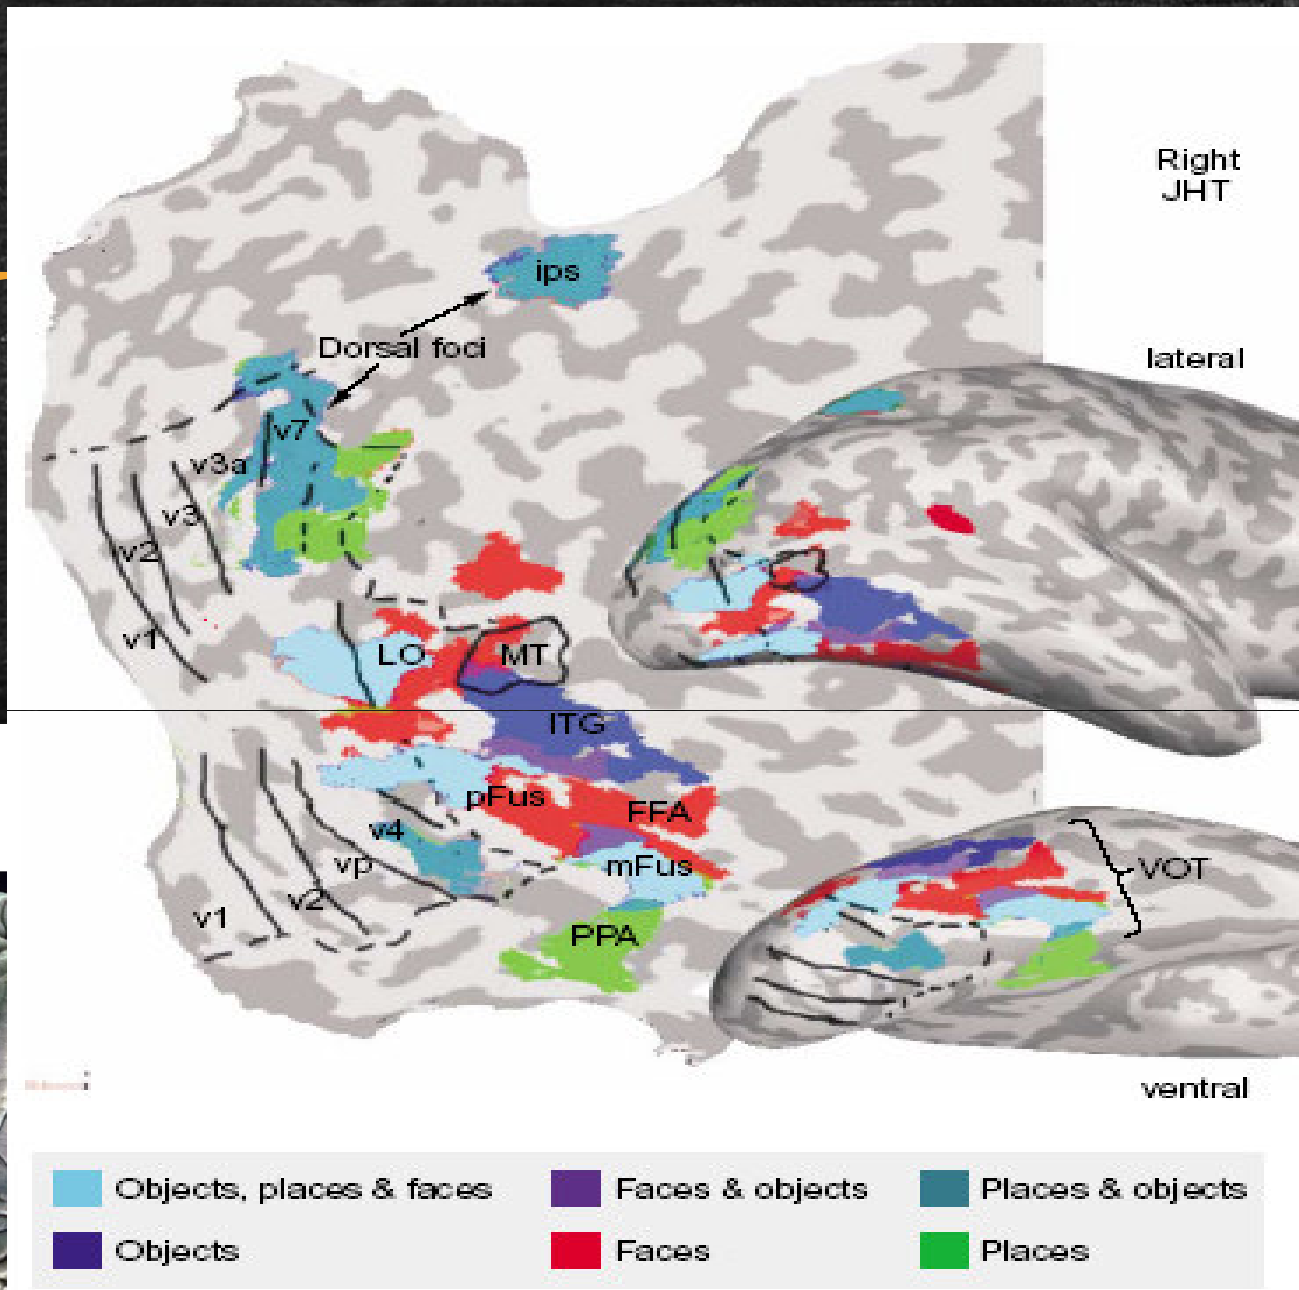 Right
JHT
ips
Dorsal foci
lateral
v7
v3a
v3
v2
v1
LO
MT
ITG
pFus
FFA
v4
vp
mFus
VOT
v2
v1
PPA
ventral
Objects, places & faces
Faces & objects
Places & objects
Objects
Faces
Places